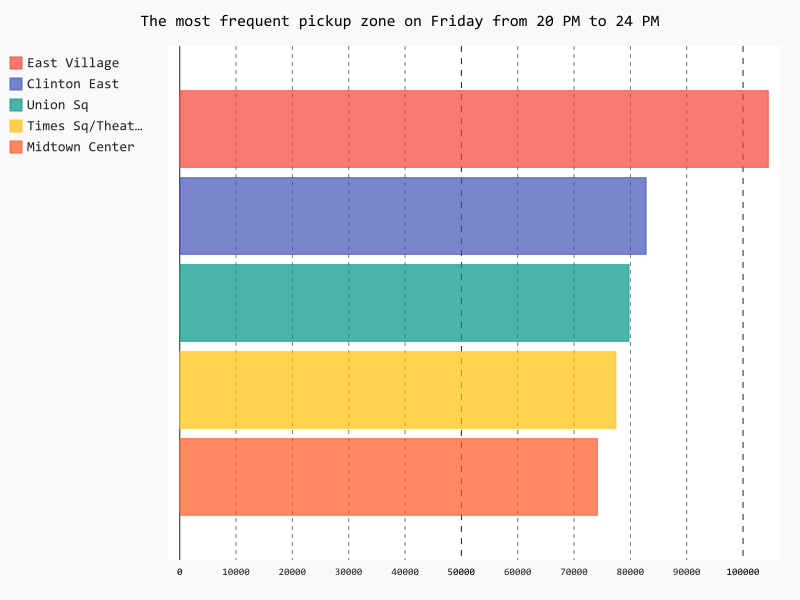 The most frequent pickup zone on Friday from 20 PM to 24 PM
East Village
Clinton East
Union Sq
Times Sq/Theat…
Midtown Center
0 10000 20000 30000 40000 50000 60000 70000 80000 90000 100000